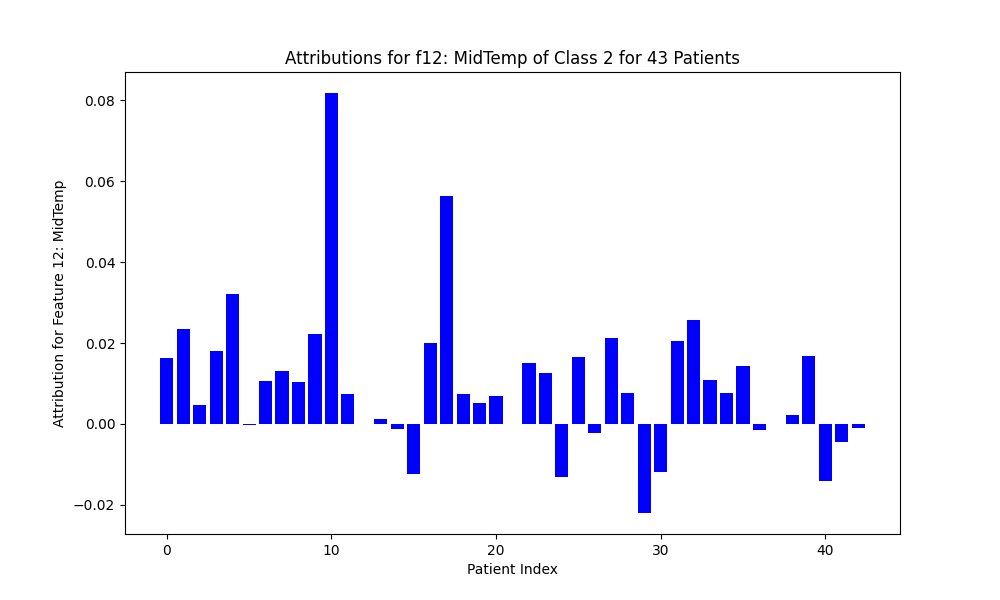 Attributions for f12: MidTemp of Class 2 for 43 Patients
Attribution for Feature 12: MidTemp
0.08
0.06
0.04
0.02
0.00
−0.02
0 10 20 30 40
Patient Index